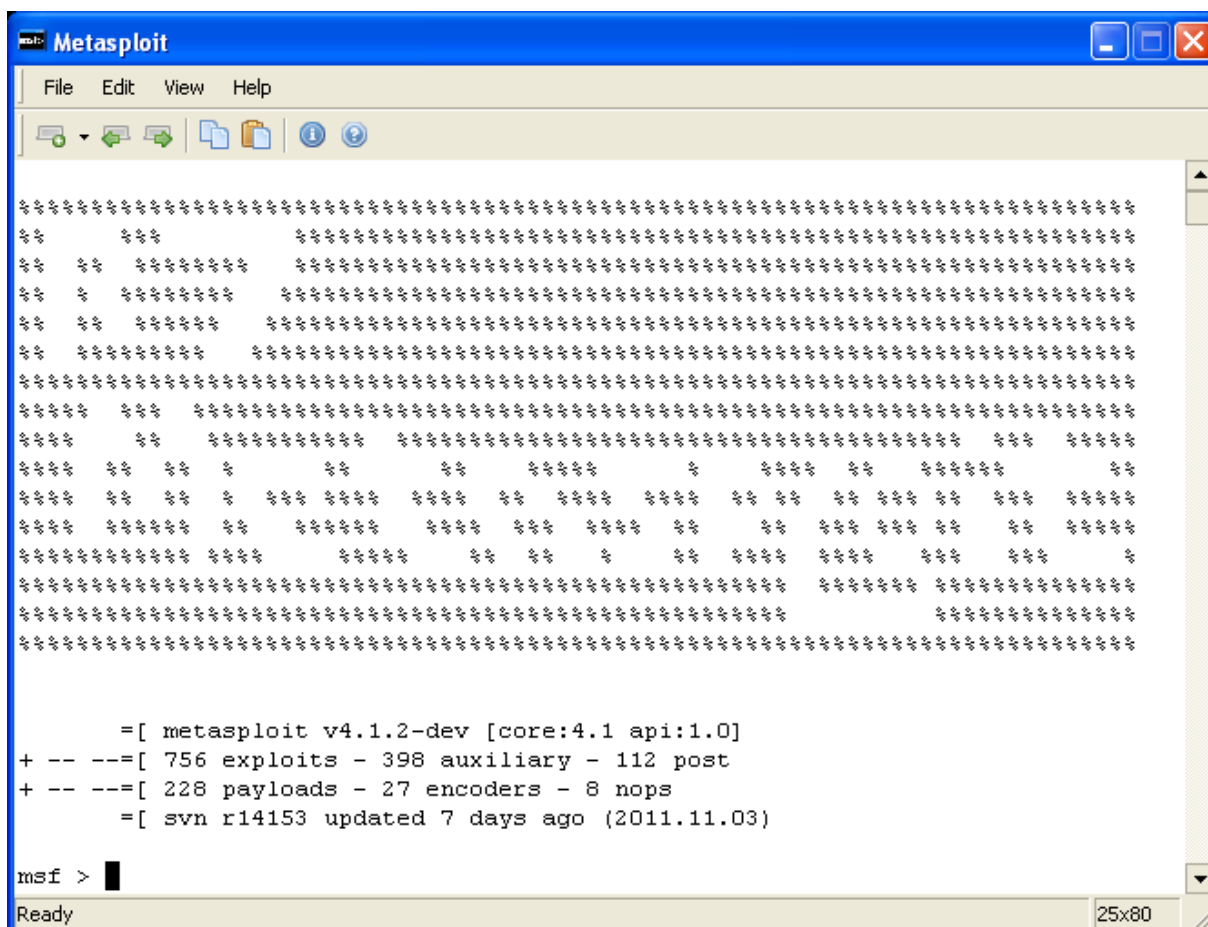 Metasploit
File Edit View Help
%%%%%%%%%%%%%%%%%%%%%%%%%%%%%%%%%%%%%%%%%%%%%%%%%%%%%%%%%%%%%%%%%%%%%%%%%%%%%%%
%%     %%%         %%%%%%%%%%%%%%%%%%%%%%%%%%%%%%%%%%%%%%%%%%%%%%%%%%%%%%%%%%
%%  %%  %%%%%%%%   %%%%%%%%%%%%%%%%%%%%%%%%%%%%%%%%%%%%%%%%%%%%%%%%%%%%%%%%%%
%%  %  %%%%%%%%   %%%%%%%%%%%%%%%%%%%%%%%%%%%%%%%%%%%%%%%%%%%%%%%%%%%%%%%%%%%
%%  %%  %%%%%%   %%%%%%%%%%%%%%%%%%%%%%%%%%%%%%%%%%%%%%%%%%%%%%%%%%%%%%%%%%%%
%%  %%%%%%%%%   %%%%%%%%%%%%%%%%%%%%%%%%%%%%%%%%%%%%%%%%%%%%%%%%%%%%%%%%%%%%%
%%%%%%%%%%%%%%%%%%%%%%%%%%%%%%%%%%%%%%%%%%%%%%%%%%%%%%%%%%%%%%%%%%%%%%%%%%%%%
%%%%%  %%%  %%%%%%%%%%%%%%%%%%%%%%%%%%%%%%%%%%%%%%%%%%%%%%%%%%%%%%%%%%%%%%%%%
%%%%    %%   %%%%%%%%%%%  %%%%%%%%%%%%%%%%%%%%%%%%%%%%%%%%%%%%%%%  %%%  %%%%%
%%%%  %%  %%  %      %%      %%    %%%%%      %    %%%%  %%   %%%%%%       %%
%%%%  %%  %%  %  %%% %%%%  %%%%  %%  %%%%  %%%%  %% %%  %% %%% %%  %%%  %%%%%
%%%%  %%%%%%  %%   %%%%%%   %%%%  %%%  %%%%  %%    %%  %%% %%% %%   %%  %%%%%
%%%%%%%%%%%% %%%%     %%%%%    %%  %%   %    %%  %%%%  %%%%   %%%   %%%     %
%%%%%%%%%%%%%%%%%%%%%%%%%%%%%%%%%%%%%%%%%%%%%%%%%%%%%  %%%%%%% %%%%%%%%%%%%%%
%%%%%%%%%%%%%%%%%%%%%%%%%%%%%%%%%%%%%%%%%%%%%%%%%%%%%          %%%%%%%%%%%%%%
%%%%%%%%%%%%%%%%%%%%%%%%%%%%%%%%%%%%%%%%%%%%%%%%%%%%%%%%%%%%%%%%%%%%%%%%%%%%%
=[ metasploit v4.1.2-dev [core:4.1 api:1.0]
+ -- --=[ 756 exploits - 398 auxiliary - 112 post
+ -- --=[ 228 payloads - 27 encoders - 8 nops
=[ svn r14153 updated 7 days ago (2011.11.03)
msf >
Ready 25x80